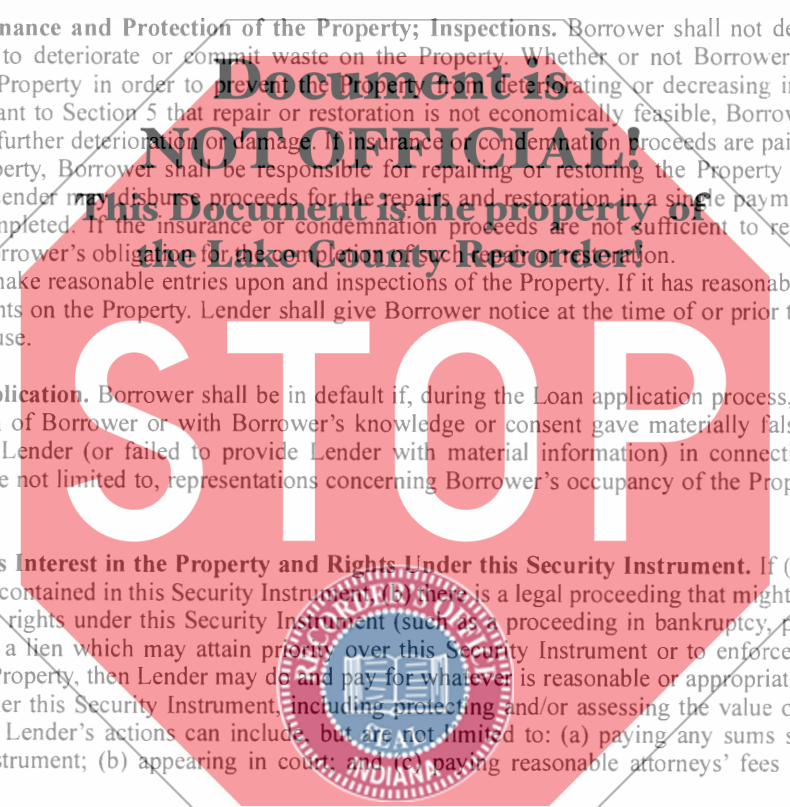 nance and Protection of the Property; Inspections. Borrower shall not de
to deteriorate or commit waste on the Property. Whether or not Borrower
Property in order to prevent the Property from deteriorating or decreasing i
ant to Section 5 that repair or restoration is not economically feasible, Borro
further deterioration or damage. If insurance or condemnation proceeds are pai
perty, Borrower shall be responsible for repairing or restoring the Property
Lender may disburse proceeds for the repairs and restoration in a single paym
mpleted. If the insurance or condemnation proceeds are not sufficient to re
orrower's obligation for the completion of such repair or restoration.
Document is
NOT OFFICIAL!
This Document is the property of
the Lake County Recorder!
make reasonable entries upon and inspections of the Property. If it has reasonab
nts on the Property. Lender shall give Borrower notice at the time of or prior t
use.
STOP
plication. Borrower shall be in default if, during the Loan application process,
n of Borrower or with Borrower's knowledge or consent gave materially fals
Lender (or failed to provide Lender with material information) in connecti
e not limited to, representations concerning Borrower's occupancy of the Prop
s Interest in the Property and Rights Under this Security Instrument. If (
contained in this Security Instrument, (b) there is a legal proceeding that might
rights under this Security Instrument (such as a proceeding in bankruptcy, p
a lien which may attain priority over this Security Instrument or to enforce
Property, then Lender may do and pay for whatever is reasonable or appropriat
er this Security Instrument, including protecting and/or assessing the value o
Lender's actions can include, but are not limited to: (a) paying any sums s
strument; (b) appearing in court; and (c) paying reasonable attorneys' fees
RECORDER'S OFFICE
SEAL
INDIANA